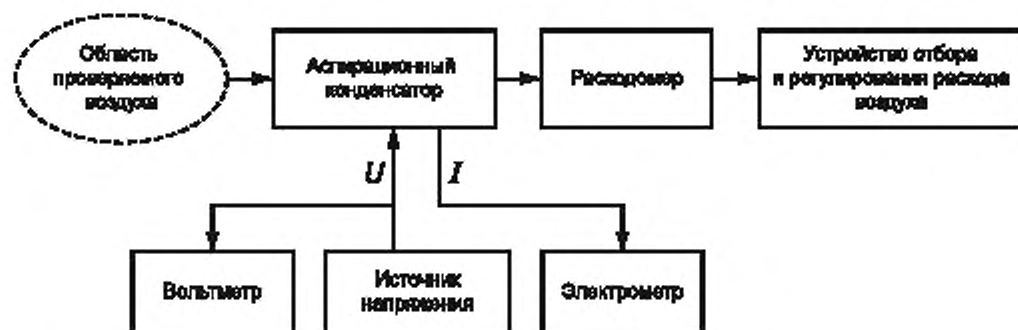 Область
проверяемого
воздуха
Аспирационный
конденсатор
Расходомер
Устройство отбора
и регулирования расхода
воздуха
U
I
Вольтметр
Источник
напряжения
Электрометр